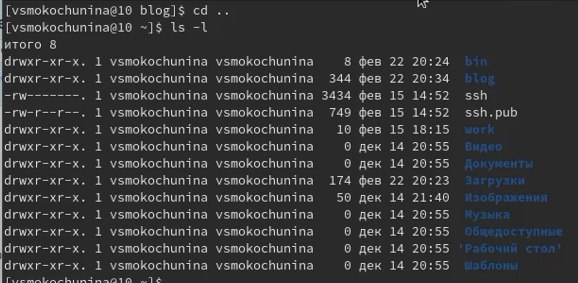 [vsmokochunina@10 blog]$ cd ..
[vsmokochunina@10 ~]$ ls -l
итого 8
drwxr-xr-x. 1 vsmokochunina vsmokochunina    8 фев 22 20:24  bin
drwxr-xr-x. 1 vsmokochunina vsmokochunina  344 фев 22 20:34  blog
-rw-------. 1 vsmokochunina vsmokochunina 3434 фев 15 14:52  ssh
-rw-r--r--. 1 vsmokochunina vsmokochunina  749 фев 15 14:52  ssh.pub
drwxr-xr-x. 1 vsmokochunina vsmokochunina   10 фев 15 18:15  work
drwxr-xr-x. 1 vsmokochunina vsmokochunina    0 дек 14 20:55  Видео
drwxr-xr-x. 1 vsmokochunina vsmokochunina    0 дек 14 20:55  Документы
drwxr-xr-x. 1 vsmokochunina vsmokochunina  174 фев 22 20:23  Загрузки
drwxr-xr-x. 1 vsmokochunina vsmokochunina   50 дек 14 21:40  Изображения
drwxr-xr-x. 1 vsmokochunina vsmokochunina    0 дек 14 20:55  Музыка
drwxr-xr-x. 1 vsmokochunina vsmokochunina    0 дек 14 20:55  Общедоступные
drwxr-xr-x. 1 vsmokochunina vsmokochunina    0 дек 14 20:55 'Рабочий стол'
drwxr-xr-x. 1 vsmokochunina vsmokochunina    0 дек 14 20:55  Шаблоны
[vsmokochunina@10 ~]$